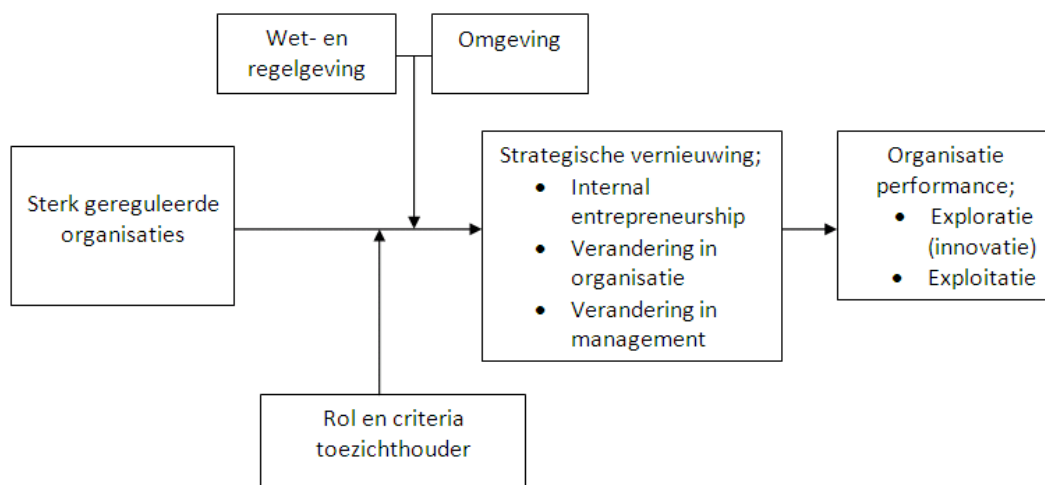 Wet- en
regelgeving
Omgeving
Sterk gereguleerde
organisaties
Strategische vernieuwing;
• Internal
entrepreneurship
• Verandering in
organisatie
• Verandering in
management
Organisatie
performance;
• Exploratie
(innovatie)
• Exploitatie
Rol en criteria
toezichthouder